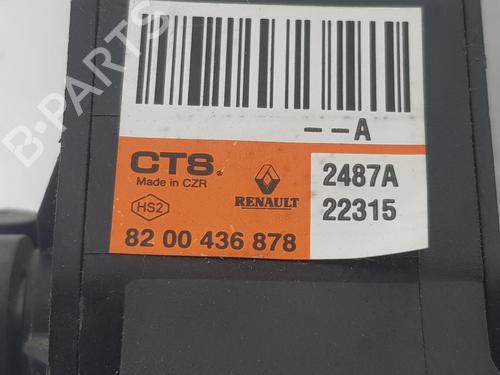 --A
CTS.
Made in CZR
HS2
RENAULT
82 00 436 878
2487A
22315
B-PARTS